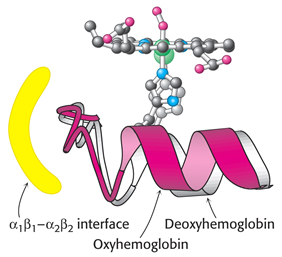 α₁β₁–α₂β₂ interface
Deoxyhemoglobin
Oxyhemoglobin